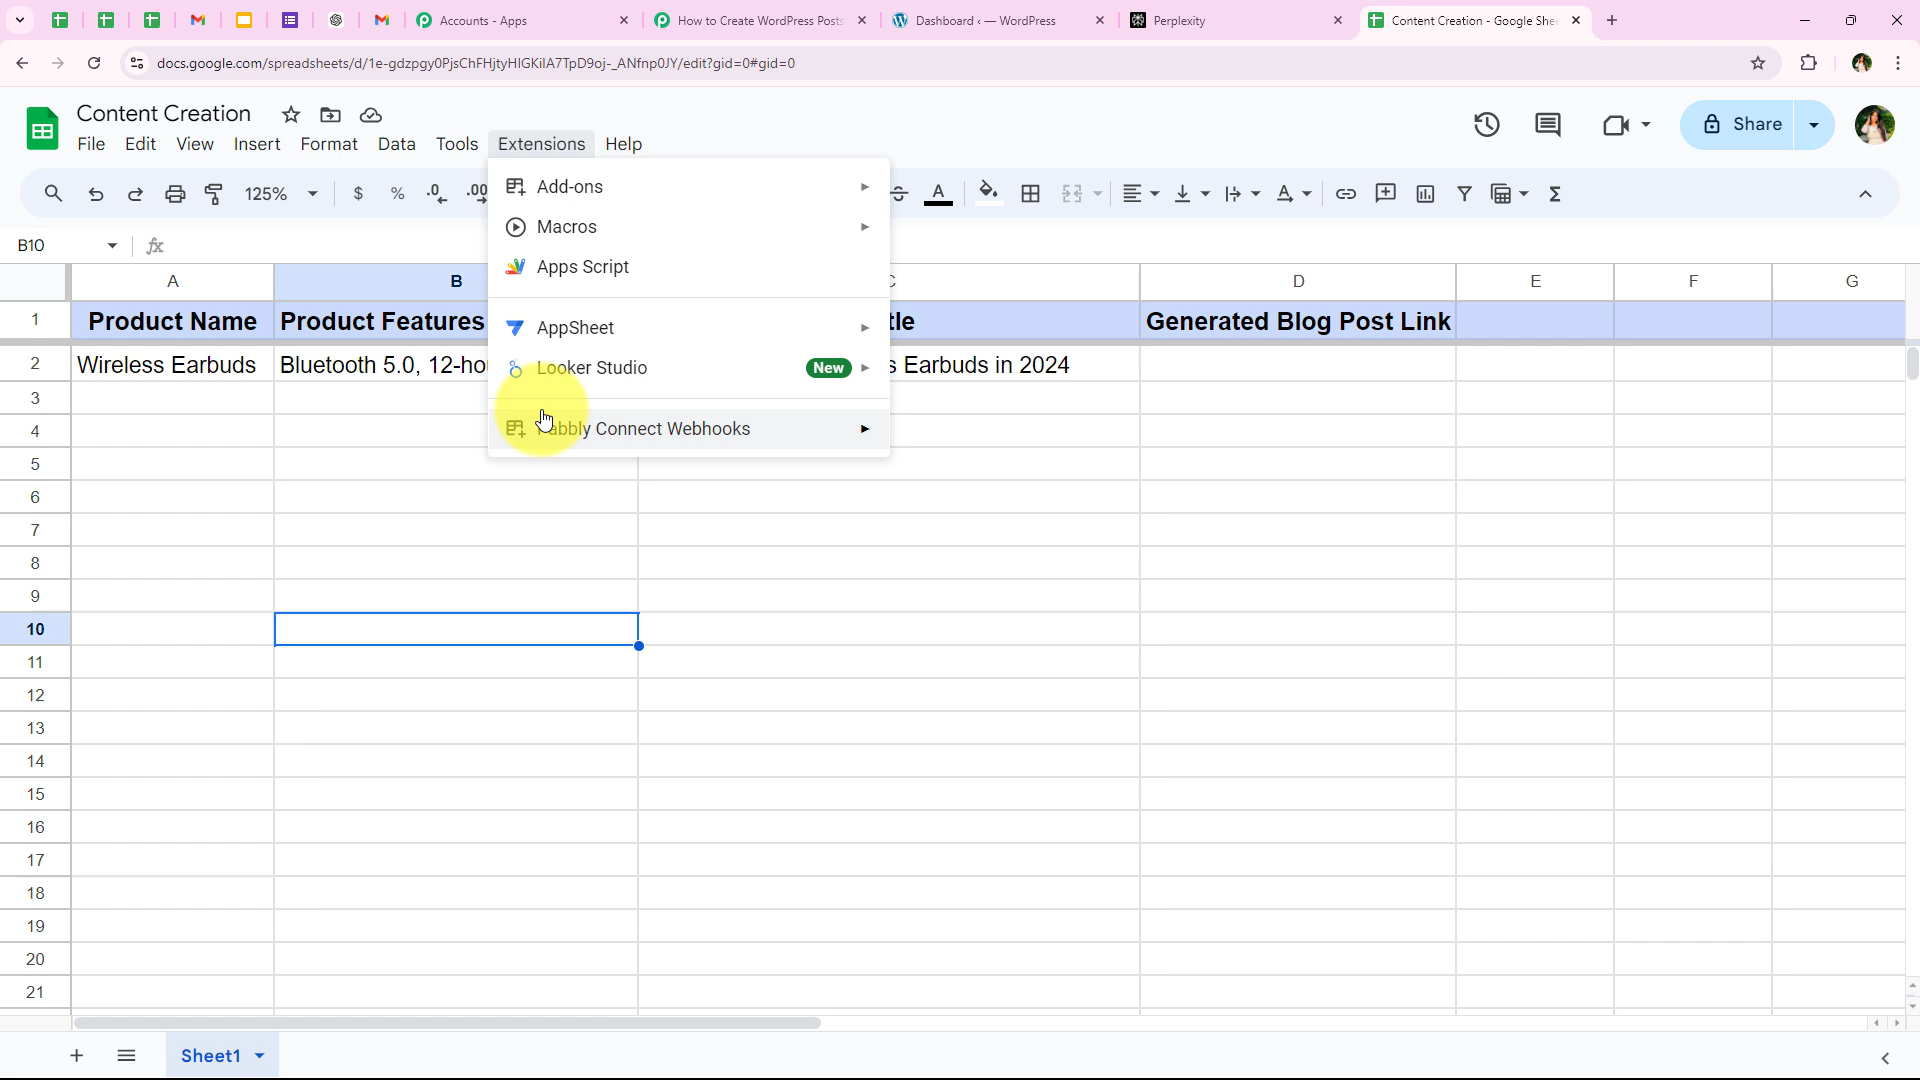 Accounts - Apps
How to Create WordPress Posts
Dashboard ‹ — WordPress
Perplexity
Content Creation - Google She
docs.google.com/spreadsheets/d/1e-gdzpgy0PjsChFHjtyHIGKilA7TpD9oj-_ANfnp0JY/edit?gid=0#gid=0
Content Creation
File Edit View Insert Format Data Tools Extensions Help
Share
125% $ % .0 .00
B10
Add-ons
Macros
Apps Script
AppSheet
Looker Studio New
Pabbly Connect Webhooks
A B C D E F G
1 Product Name Product Features tle Generated Blog Post Link
2 Wireless Earbuds Bluetooth 5.0, 12-hou s Earbuds in 2024
3
4
5
6
7
8
9
10
11
12
13
14
15
16
17
18
19
20
21
Sheet1